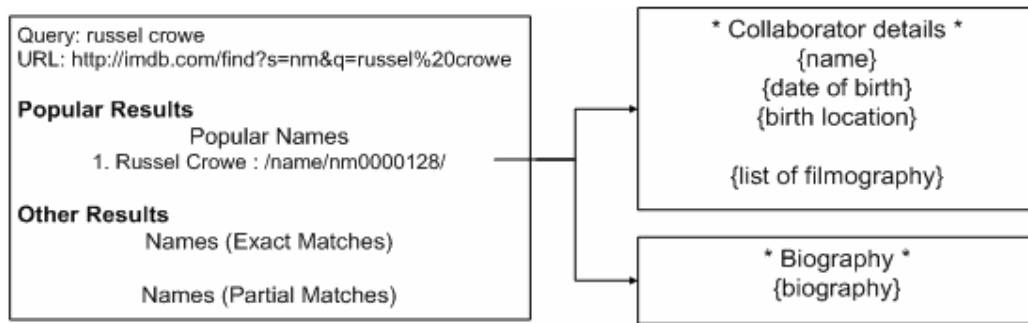 Query: russel crowe
URL: http://imdb.com/find?s=nm&q=russel%20crowe
Popular Results
Popular Names
1. Russel Crowe : /name/nm0000128/
Other Results
Names (Exact Matches)
Names (Partial Matches)
* Collaborator details *
{name}
{date of birth}
{birth location}
{list of filmography}
* Biography *
{biography}